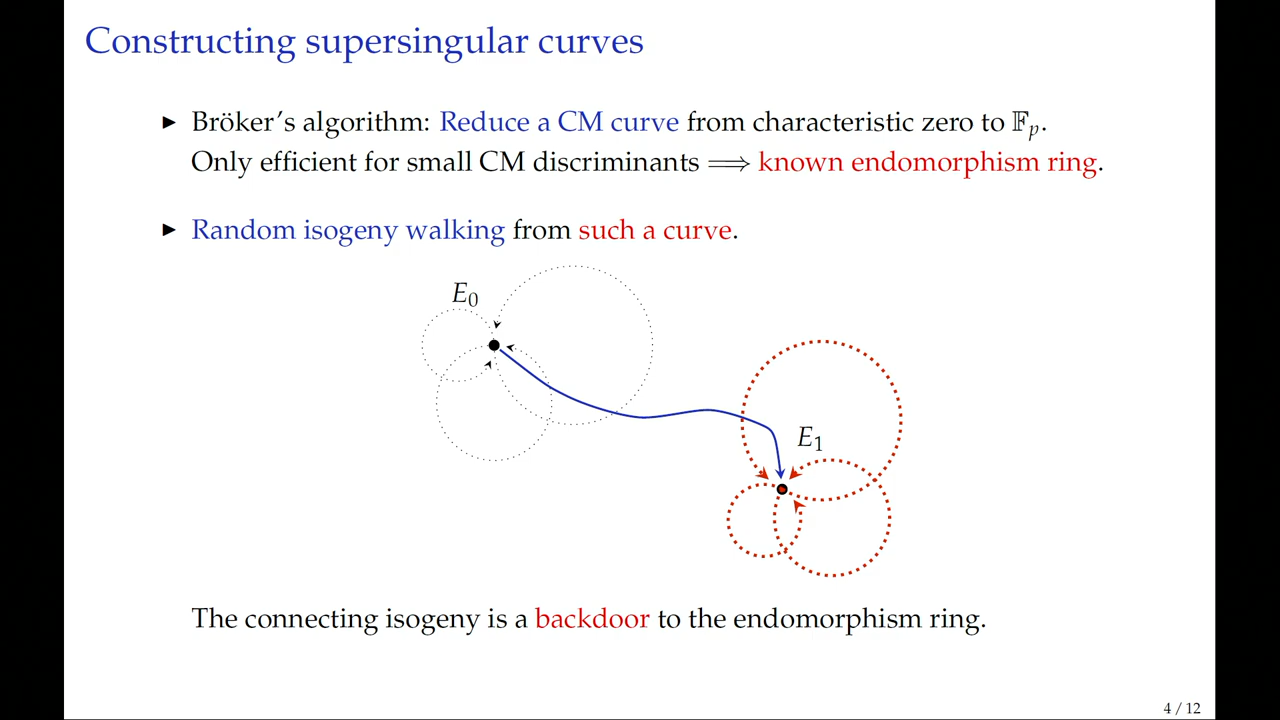 Constructing supersingular curves
▶ Bröker's algorithm: Reduce a CM curve from characteristic zero to 𝔽ₚ.
Only efficient for small CM discriminants ⟹ known endomorphism ring.
▶ Random isogeny walking from such a curve.
E₀
E₁
The connecting isogeny is a backdoor to the endomorphism ring.
4 / 12